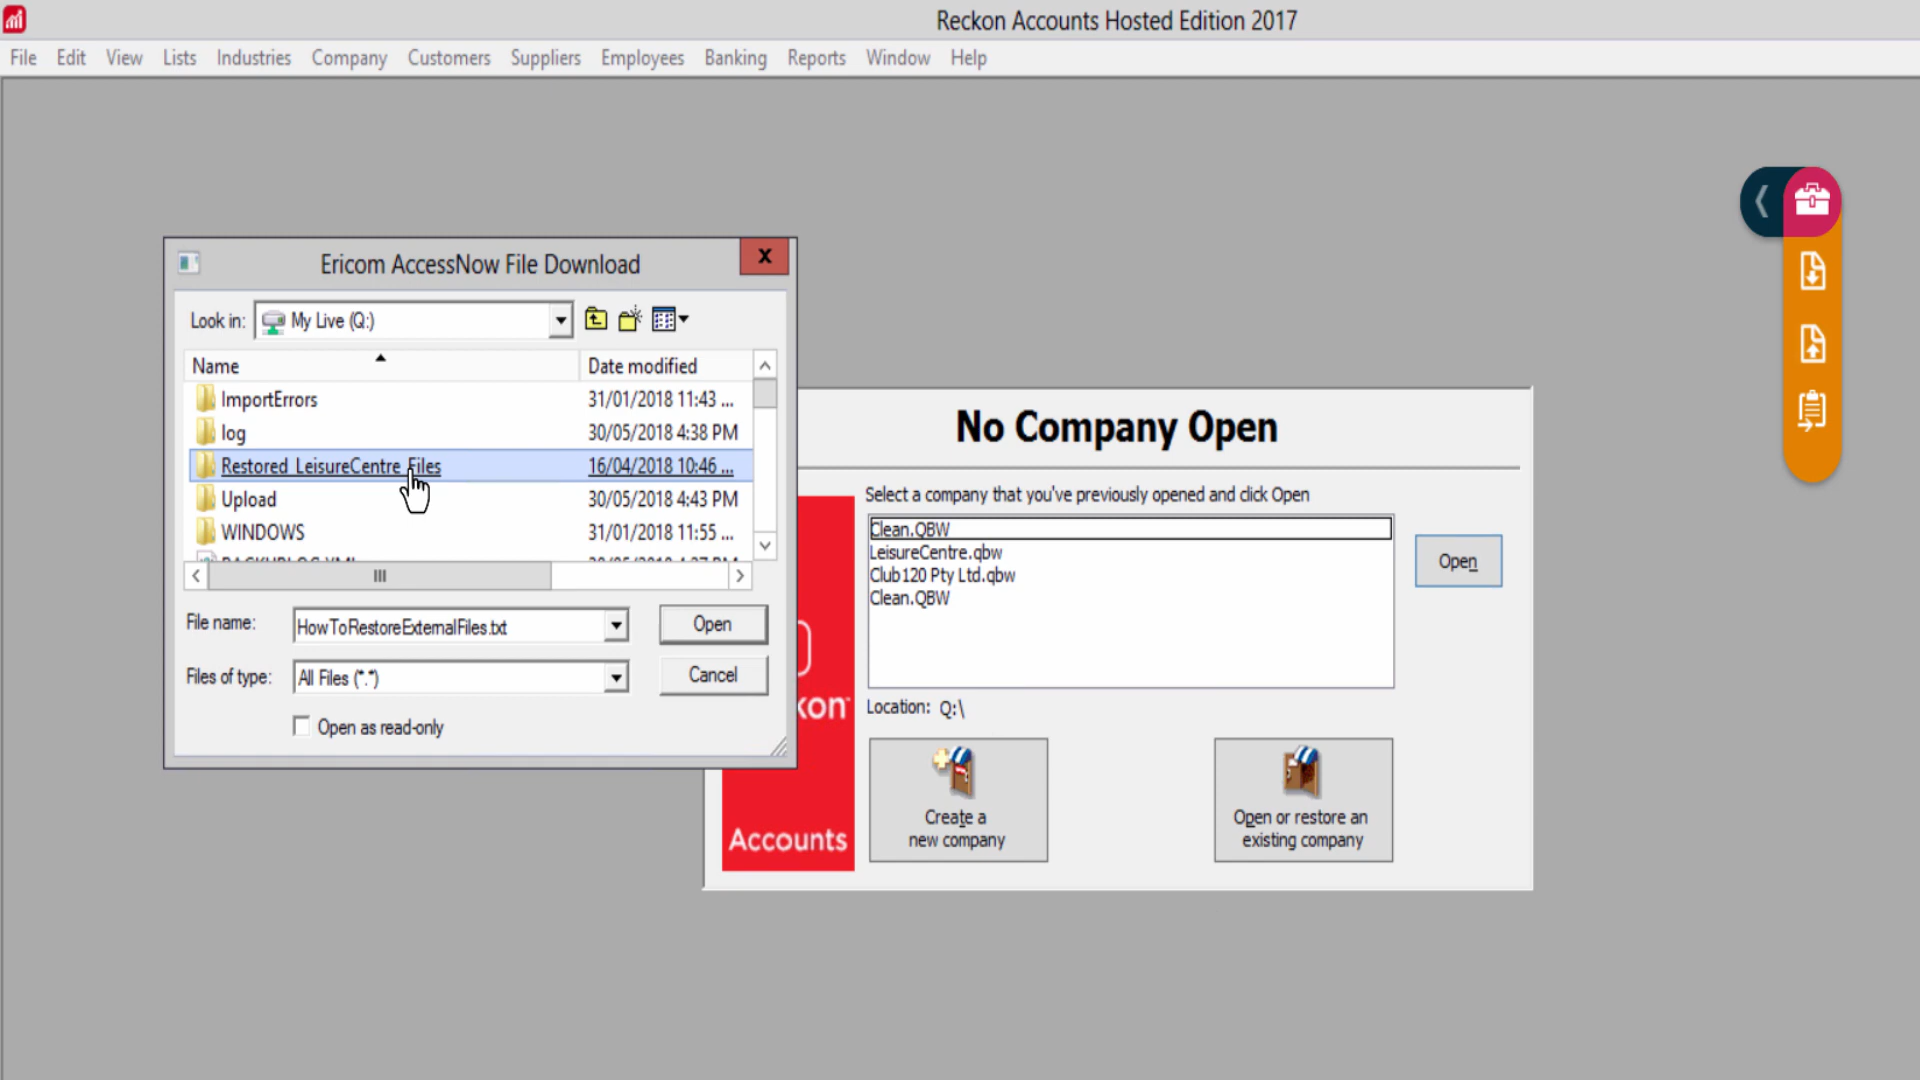 Reckon Accounts Hosted Edition 2017
File Edit View Lists Industries Company Customers Suppliers Employees Banking Reports Window Help
Ericom AccessNow File Download
X
Look in: My Live (Q:)
Name Date modified
ImportErrors 31/01/2018 11:43 ...
log 30/05/2018 4:38 PM
Restored_LeisureCentre_Files 16/04/2018 10:46 ...
Upload 30/05/2018 4:43 PM
WINDOWS 31/01/2018 11:55 ...
File name: HowToRestoreExternalFiles.txt Open
Files of type: All Files (*.*) Cancel
Open as read-only
No Company Open
Select a company that you've previously opened and click Open
Clean.QBW
LeisureCentre.qbw
Club120 Pty Ltd.qbw
Clean.QBW
Open
Location: Q:\
kon
Accounts
Create a
new company
Open or restore an
existing company